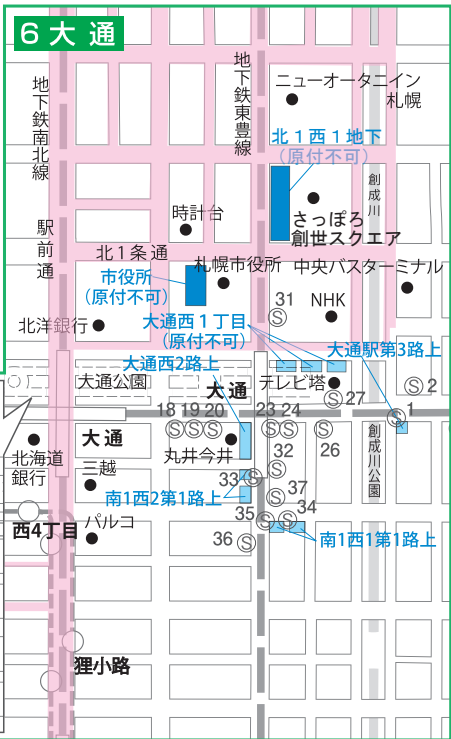 6 大 通
地下鉄南北線
地下鉄東豊線
ニューオータニイン
札幌
北1西1地下
(原付不可)
創成川
さっぽろ
創世スクエア
時計台
駅前通
北1条通
札幌市役所
中央バスターミナル
市役所
(原付不可)
31
NHK
北洋銀行
大通西1丁目
(原付不可)
大通駅第3路上
大通西2路上
大通公園
大通
テレビ塔
S 2
S 27
1
18 19 20
S S S
23 24
S S
S
26
S
大通
北海道
銀行
丸井今井
創成川公園
三越
32
S
33 S
37
S
南1西2第1路上
34
35 S S
西4丁目
パルコ
36 S
南1西1第1路上
狸小路